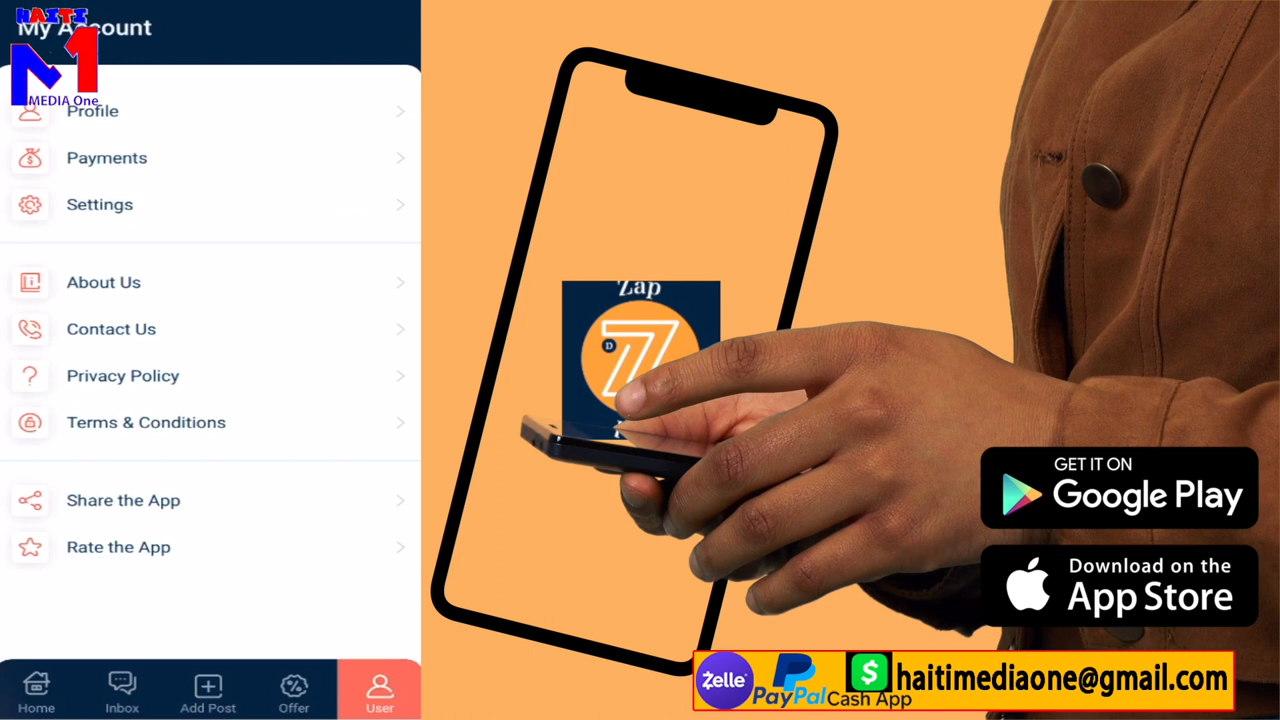 HAITI
My Account
M1
MEDIA One
Profile
Payments
Settings
About Us
Contact Us
Privacy Policy
Terms & Conditions
Share the App
Rate the App
Home
Inbox
Add Post
Offer
User
Zap
D
GET IT ON
Google Play
Download on the
App Store
Zelle
PayPal
$
Cash App
haitimediaone@gmail.com